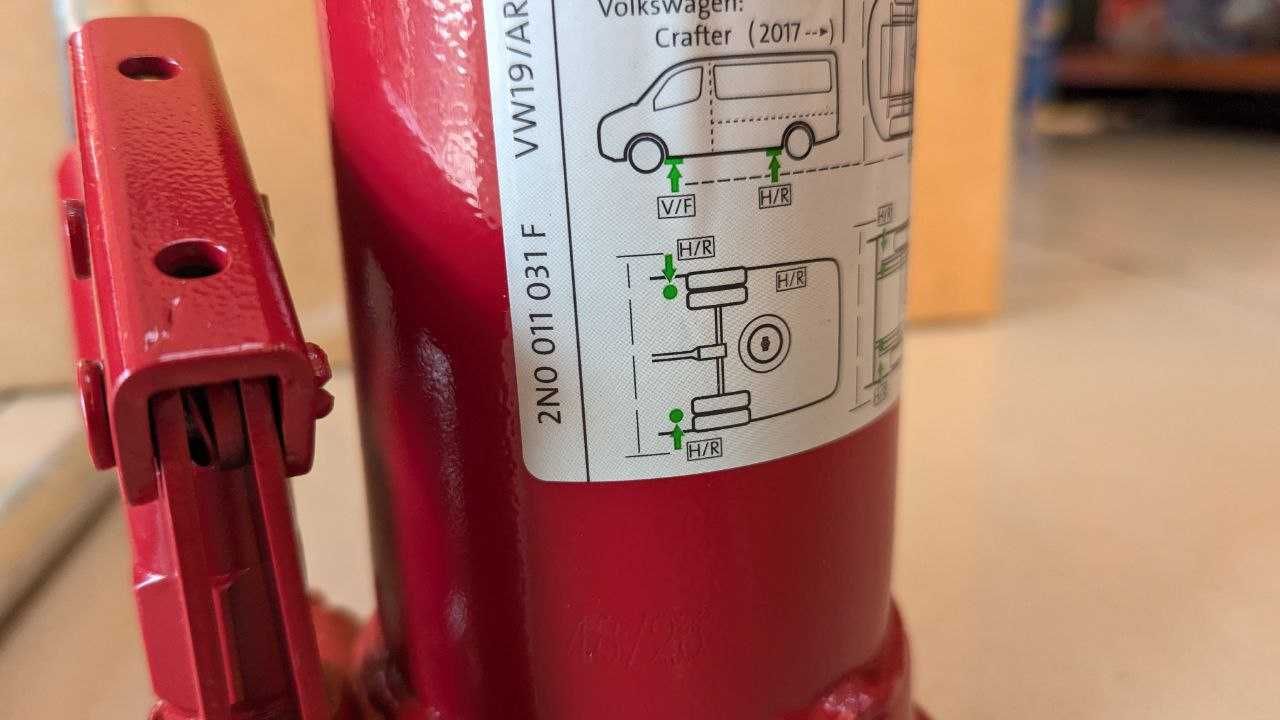 Volkswagen:
Crafter (2017-->)
VW19/AR
2N0 011 031 F
V/F
H/R
H/R
H/R
H/R
H/R
H/R